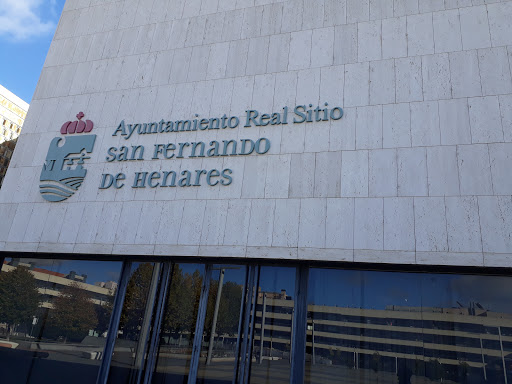 Ayuntamiento Real Sitio
San Fernando
de Henares